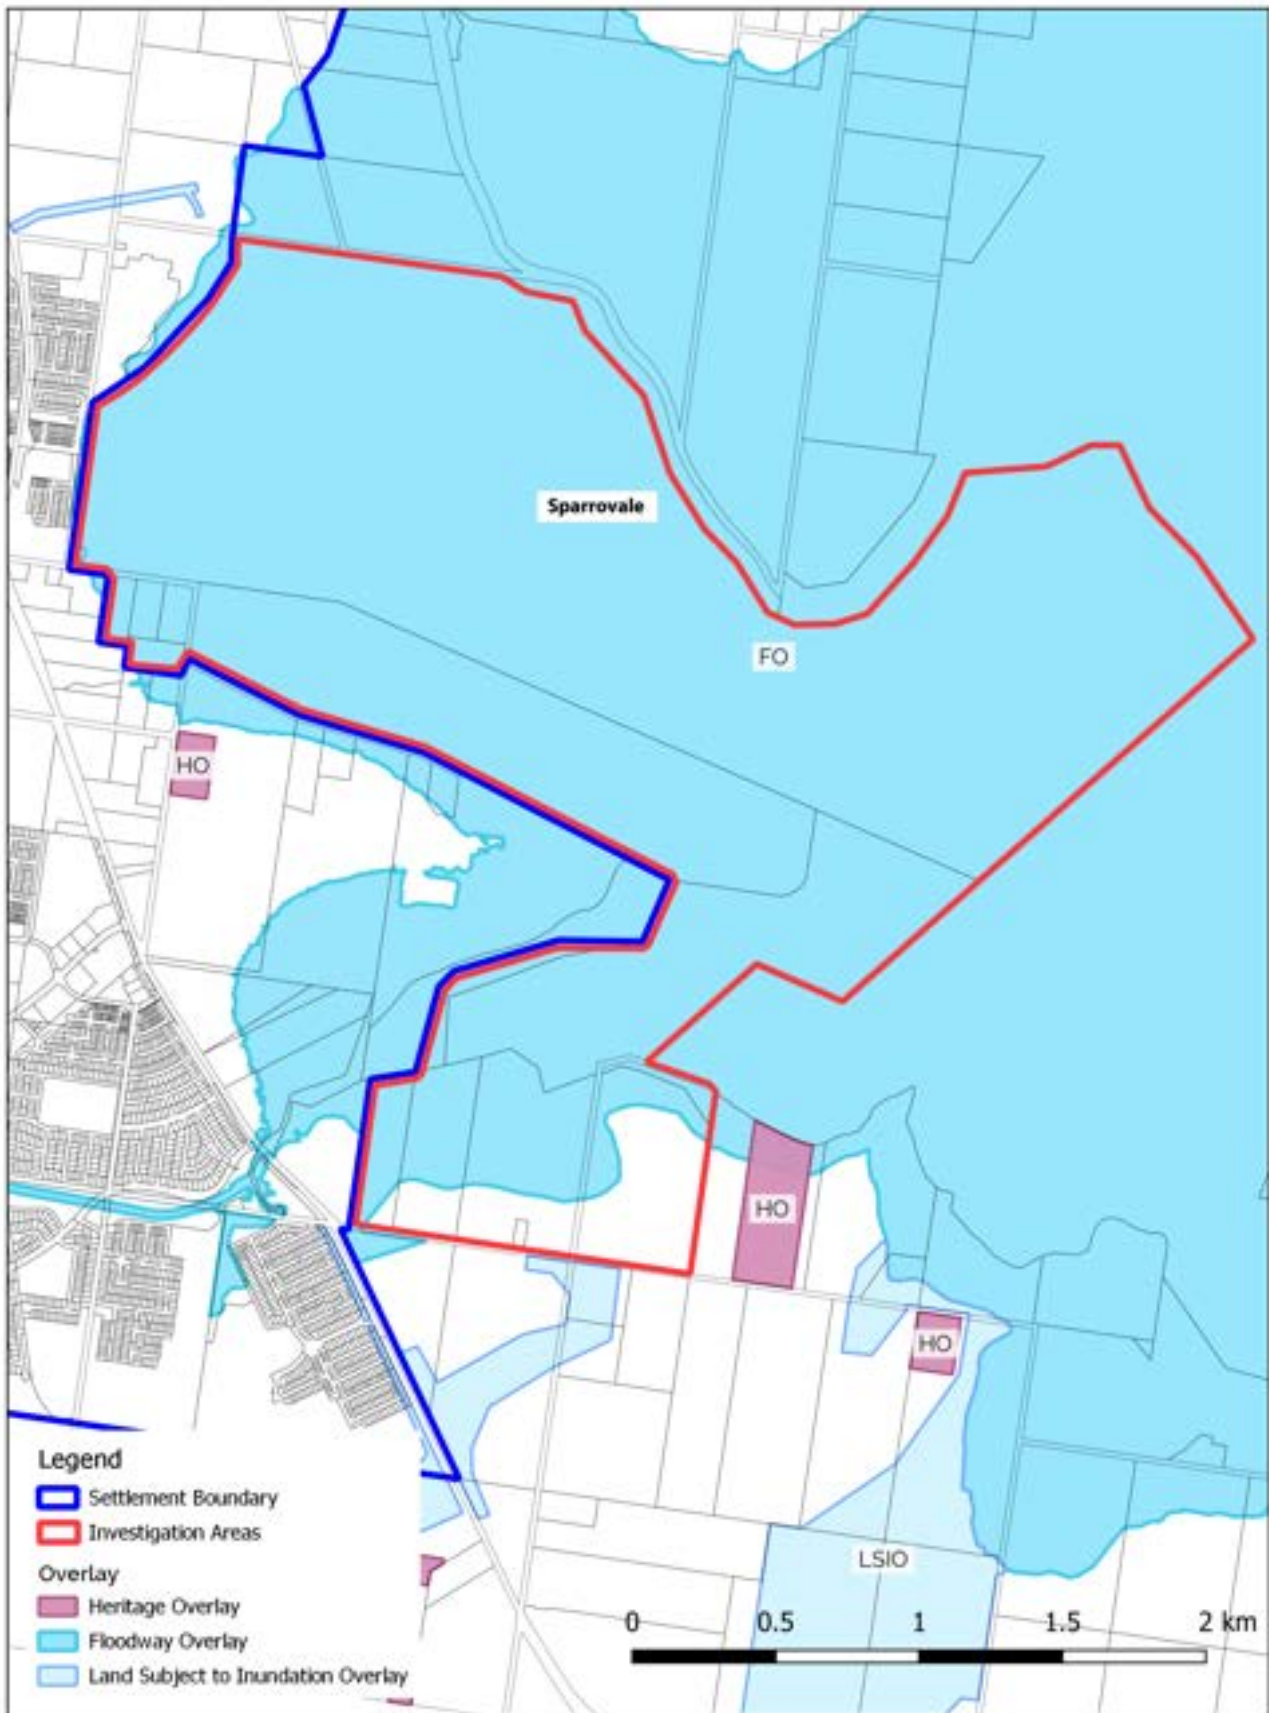 Sparrovale
FO
HO
HO
HO
LSIO
Legend
Settlement Boundary
Investigation Areas
Overlay
Heritage Overlay
Floodway Overlay
Land Subject to Inundation Overlay
0 0.5 1 1.5 2 km